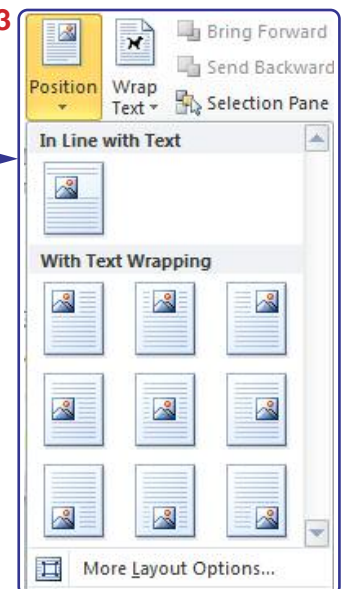 3
Bring Forward
Send Backward
Position
Wrap Text
Selection Pane
In Line with Text
With Text Wrapping
More Layout Options...